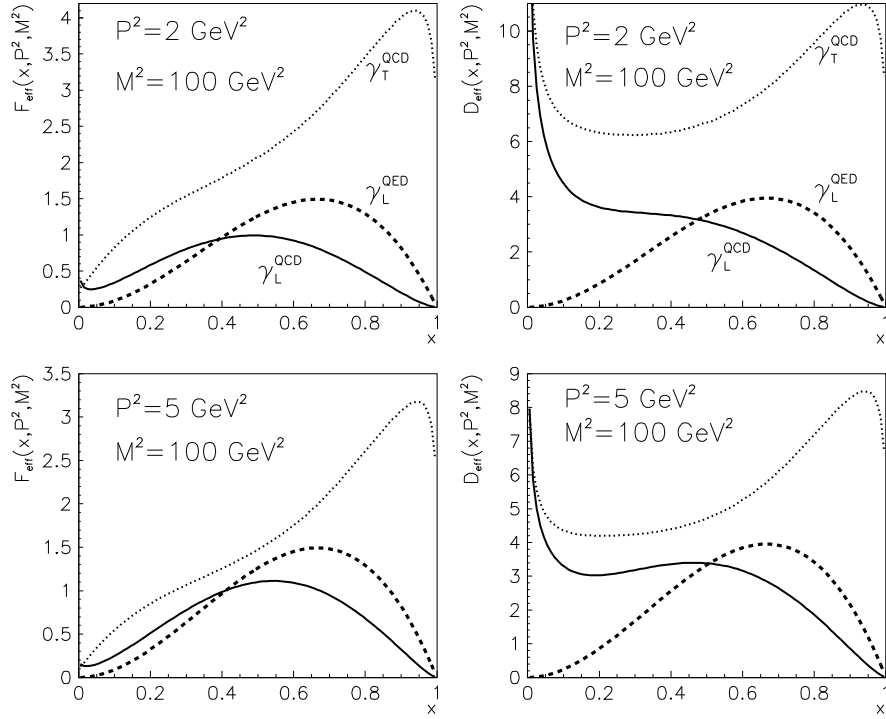 F_eff(x,P²,M²)
4
3.5
3
2.5
2
1.5
1
0.5
0
P²=2 GeV²
M²=100 GeV²
γ_T^QCD
γ_L^QED
γ_L^QCD
0 0.2 0.4 0.6 0.8 1
x
D_eff(x,P²,M²)
10
8
6
4
2
0
P²=2 GeV²
M²=100 GeV²
γ_T^QCD
γ_L^QED
γ_L^QCD
0 0.2 0.4 0.6 0.8 1
x
F_eff(x,P²,M²)
3.5
3
2.5
2
1.5
1
0.5
0
P²=5 GeV²
M²=100 GeV²
0 0.2 0.4 0.6 0.8 1
x
D_eff(x,P²,M²)
9
8
7
6
5
4
3
2
1
0
P²=5 GeV²
M²=100 GeV²
0 0.2 0.4 0.6 0.8 1
x